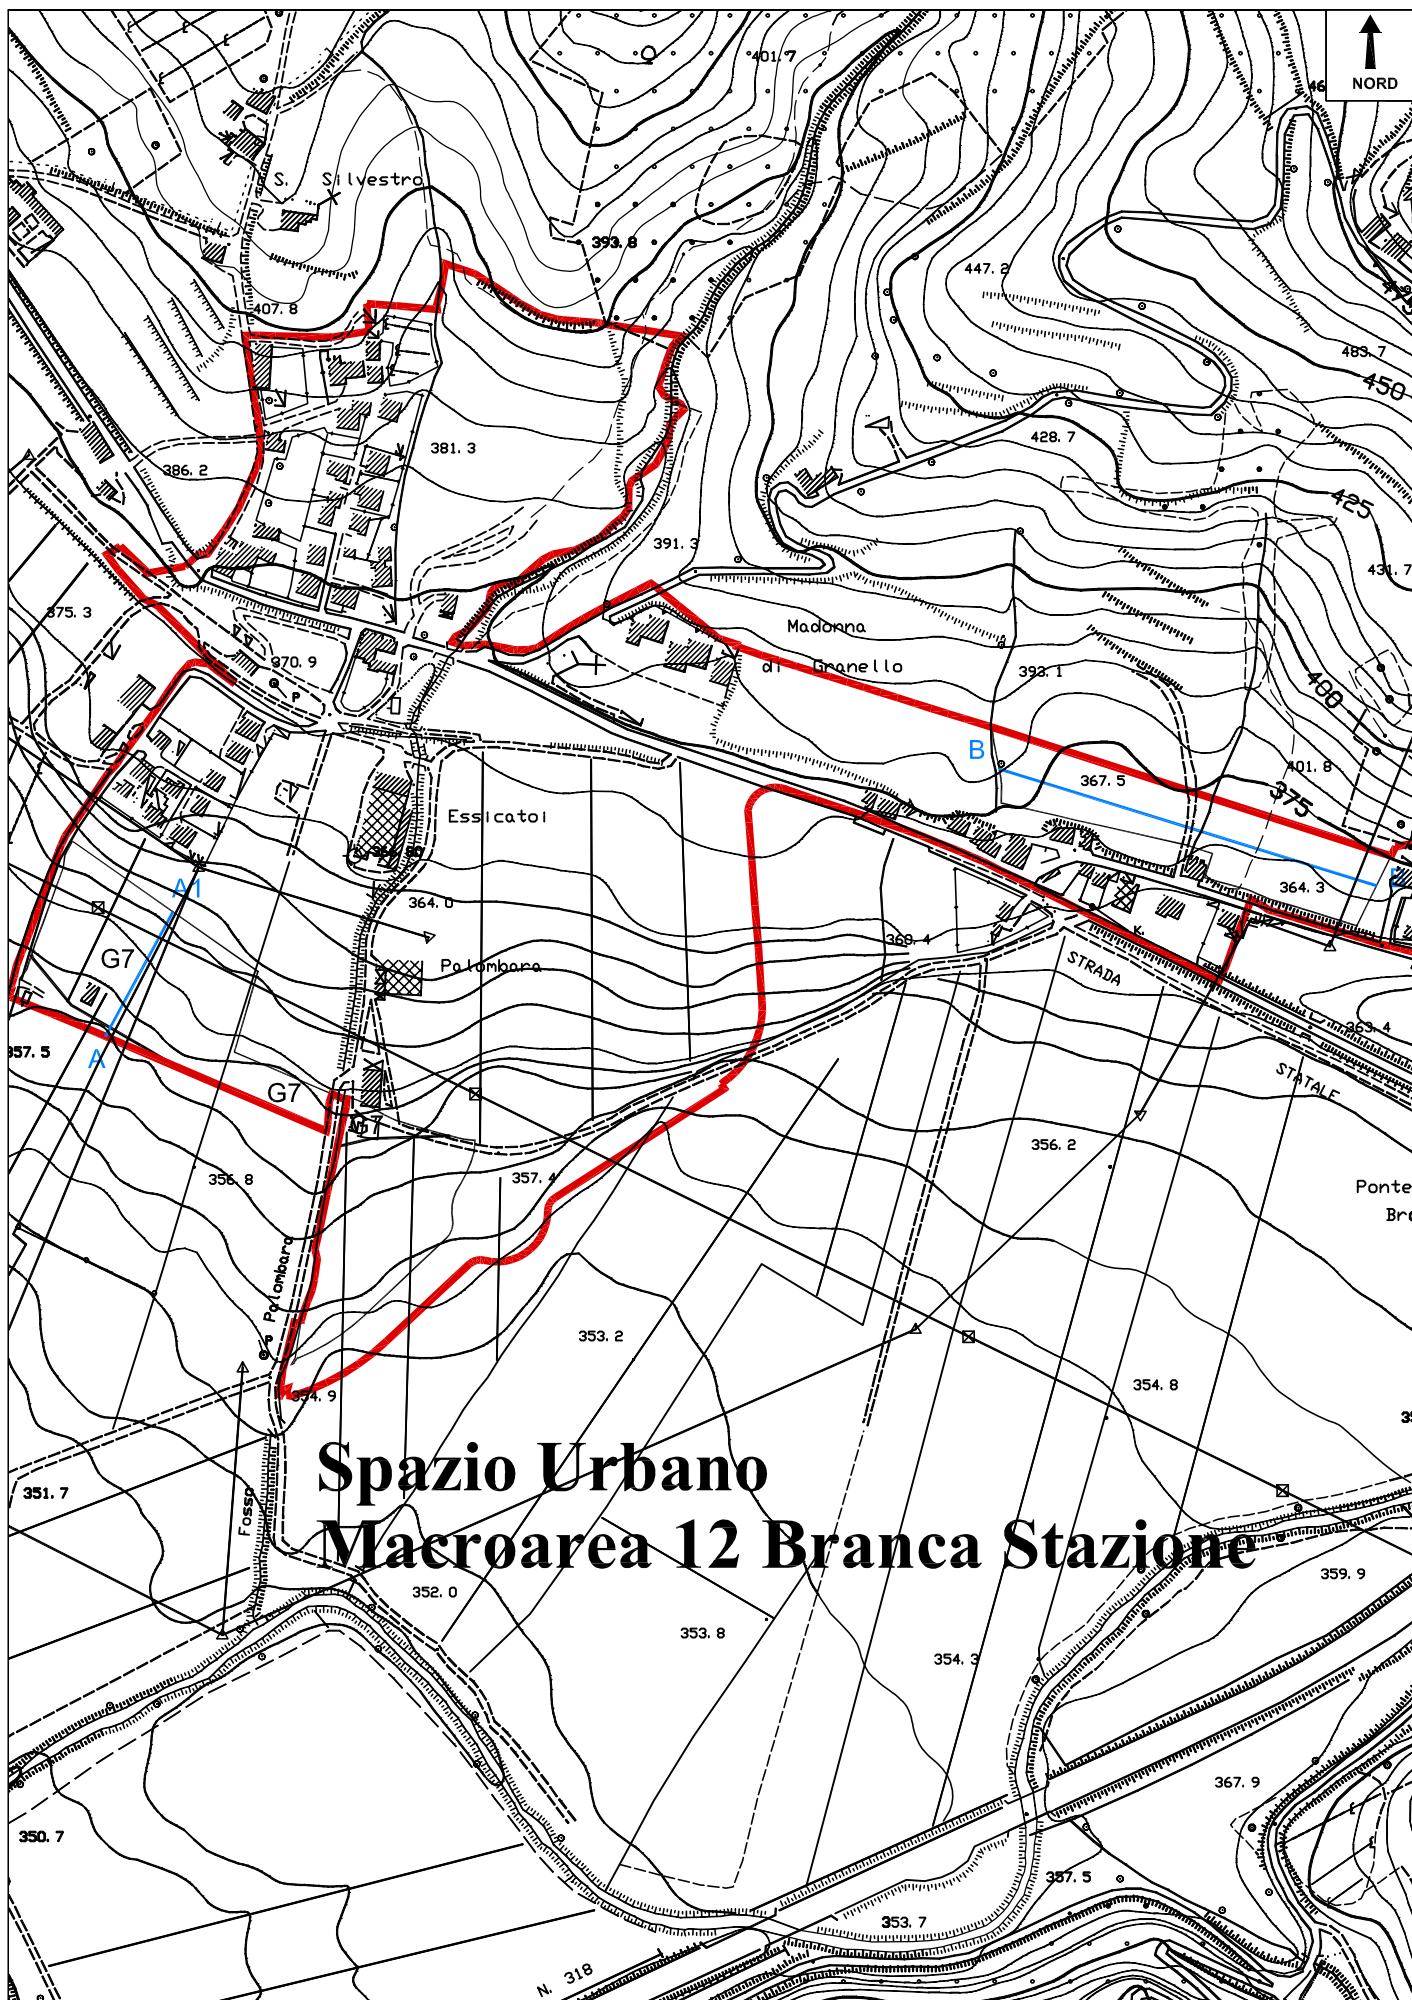 NORD
401. 7
S. Silvestro
393. 8
407. 8
447. 2
475
483. 7
450
428. 7
381. 3
386. 2
425
391. 3
431. 7
375. 3
Madonna
di Granello
370. 9
P
393. 1
400
B
367. 5
401. 8
375
Essicatoi
A1
364. 3
364. 0
360. 4
K.
G7
Palombara
STRADA
363. 4
357. 5
A
STATALE
G7
G7
356. 2
356. 8
357. 4
Ponte
Palombara
P
353. 2
354. 9
354. 8
Spazio Urbano
351. 7
Fosso
Macroarea 12 Branca Stazione
352. 0
359. 9
353. 8
354. 3
367. 9
350. 7
357. 5
353. 7
N. 318